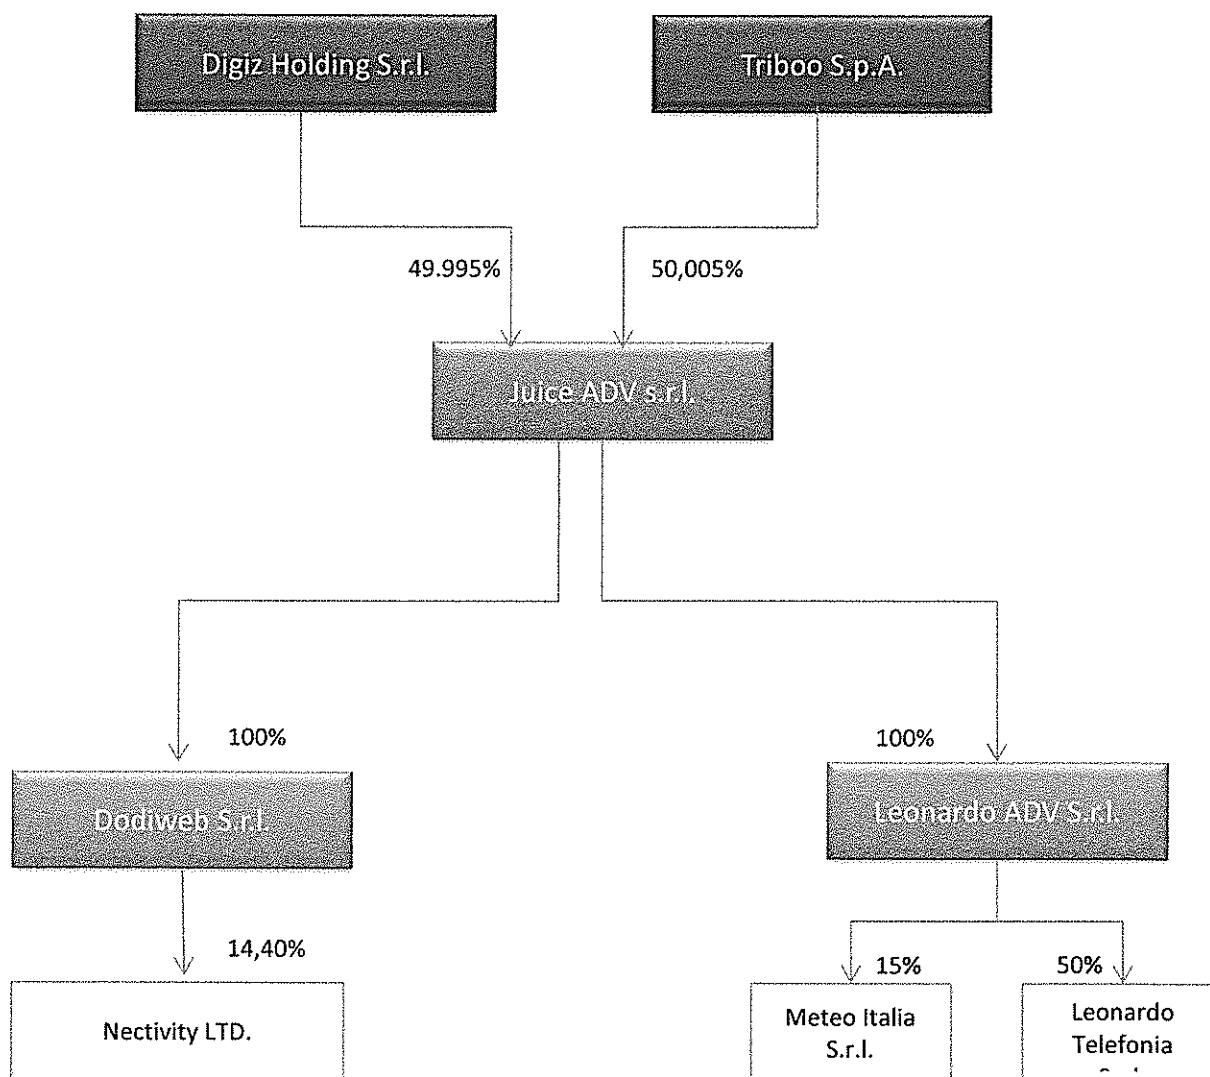 Digiz Holding S.r.l.
Triboo S.p.A.
49.995%
50,005%
Juice ADV s.r.l.
100%
100%
Dodiweb S.r.l.
Leonardo ADV S.r.l.
14,40%
15%
50%
Nectivity LTD.
Meteo Italia
S.r.l.
Leonardo
Telefonia